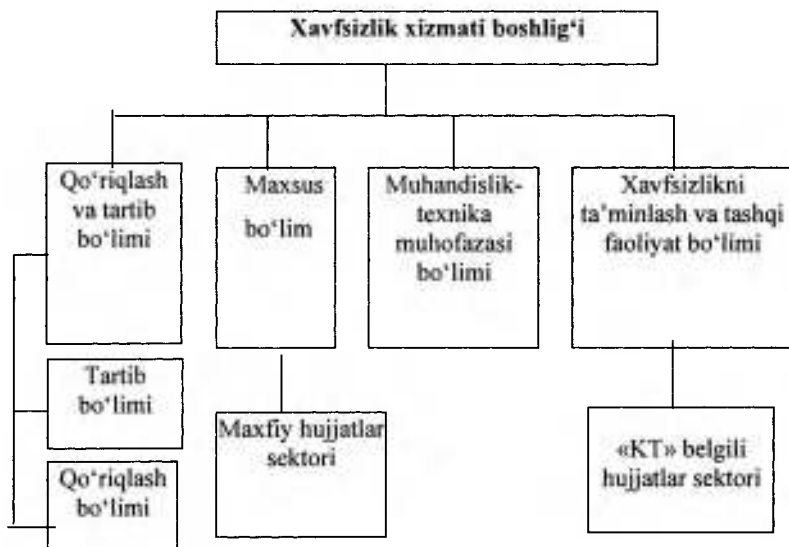 Xavfsizlik xizmati boshlig‘i
Qo‘riqlash
va tartib
bo‘limi
Maxsus
bo‘lim
Muhandislik-
texnika
muhofazasi
bo‘limi
Xavfsizlikni
ta’minlash va tashqi
faoliyat bo‘limi
Tartib
bo‘limi
Maxfiy hujjatlar
sektori
«KT» belgili
hujjatlar sektori
Qo‘riqlash
bo‘limi